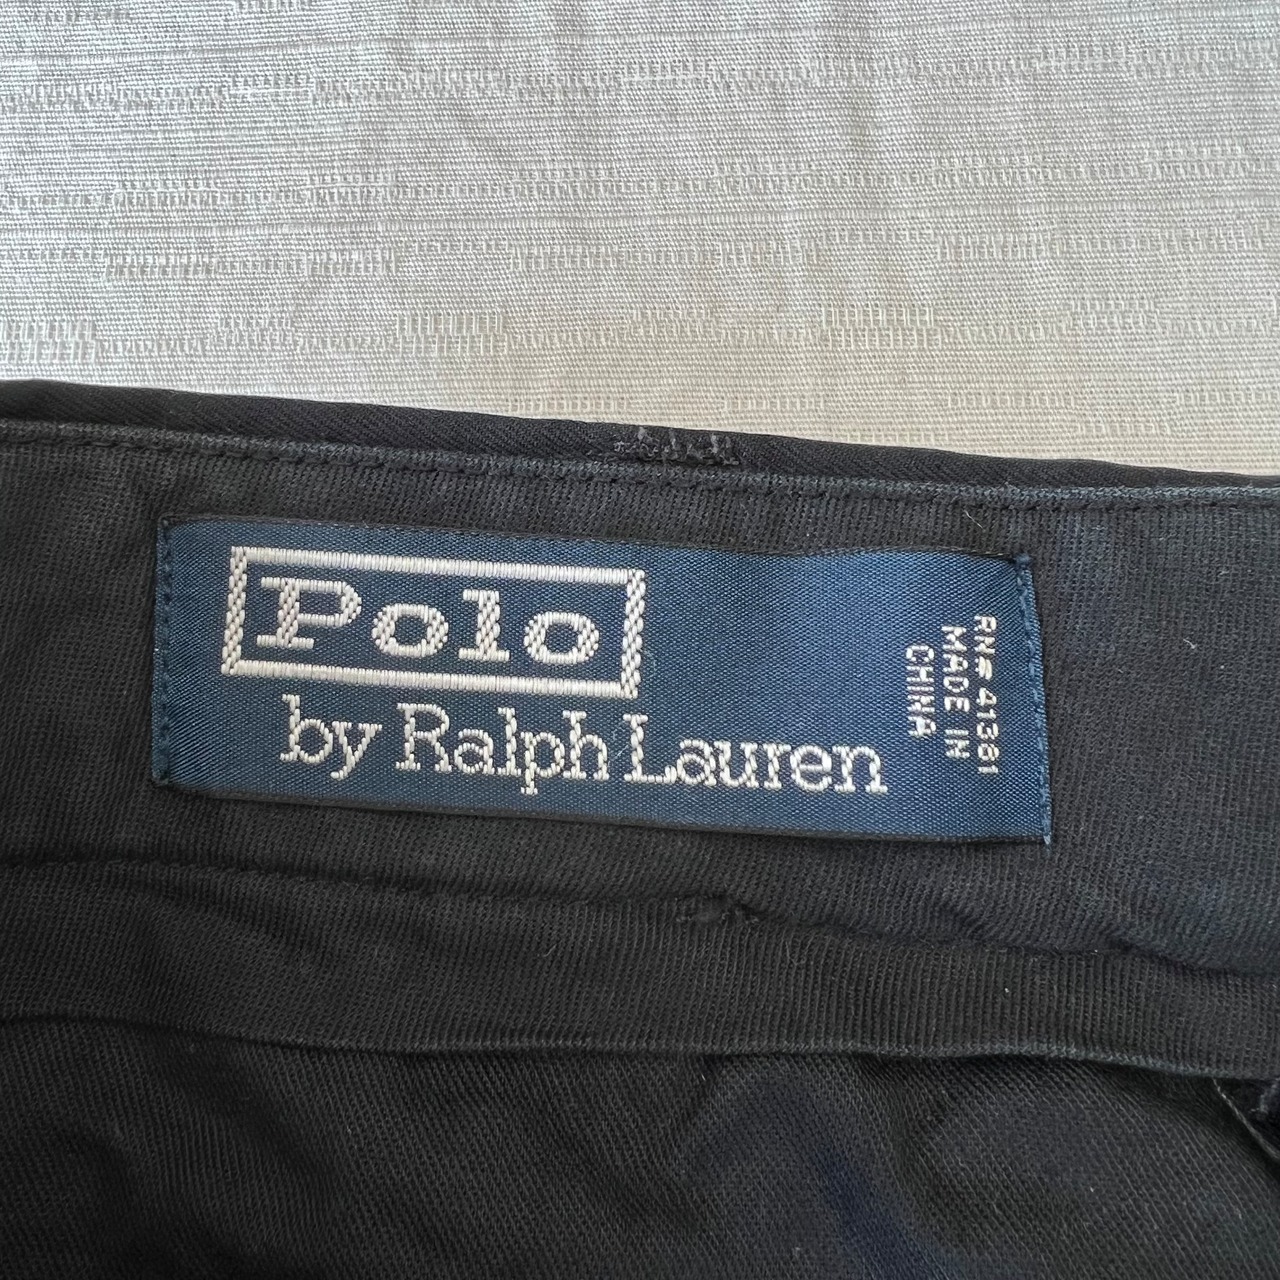 Polo
by Ralph Lauren
RN# 41381
MADE IN
CHINA